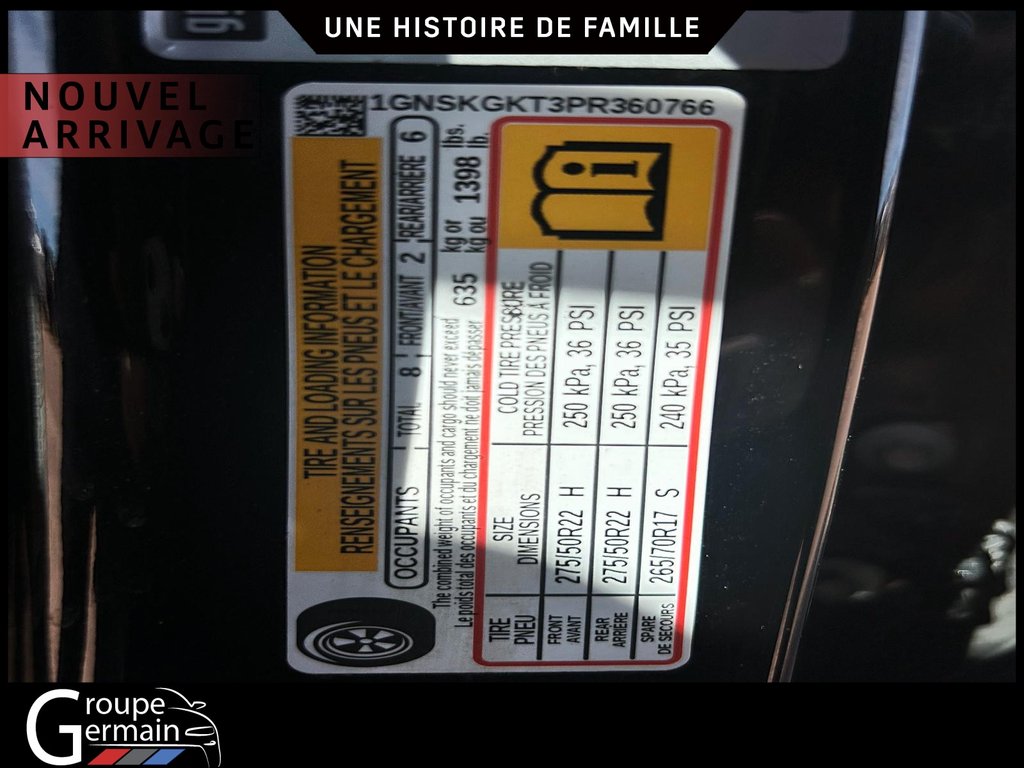 UNE HISTOIRE DE FAMILLE
NOUVEL
ARRIVAGE
1GNSKGKT3PR360766
TIRE AND LOADING INFORMATION
RENSEIGNEMENTS SUR LES PNEUS ET LE CHARGEMENT
OCCUPANTS TOTAL 8 FRONT/AVANT 2 REAR/ARRIÈRE 6
The combined weight of occupants and cargo should never exceed 635 kg or 1398 lbs.
Le poids total des occupants et du chargement ne doit jamais dépasser kg ou lb.
TIRE SIZE COLD TIRE PRESSURE
PNEU DIMENSIONS PRESSION DES PNEUS A FROID
FRONT
AVANT 275/50R22 H 250 kPa, 36 PSI
REAR
ARRIÈRE 275/50R22 H 250 kPa, 36 PSI
SPARE
DE SECOURS 265/70R17 S 240 kPa, 35 PSI
Groupe
Germain